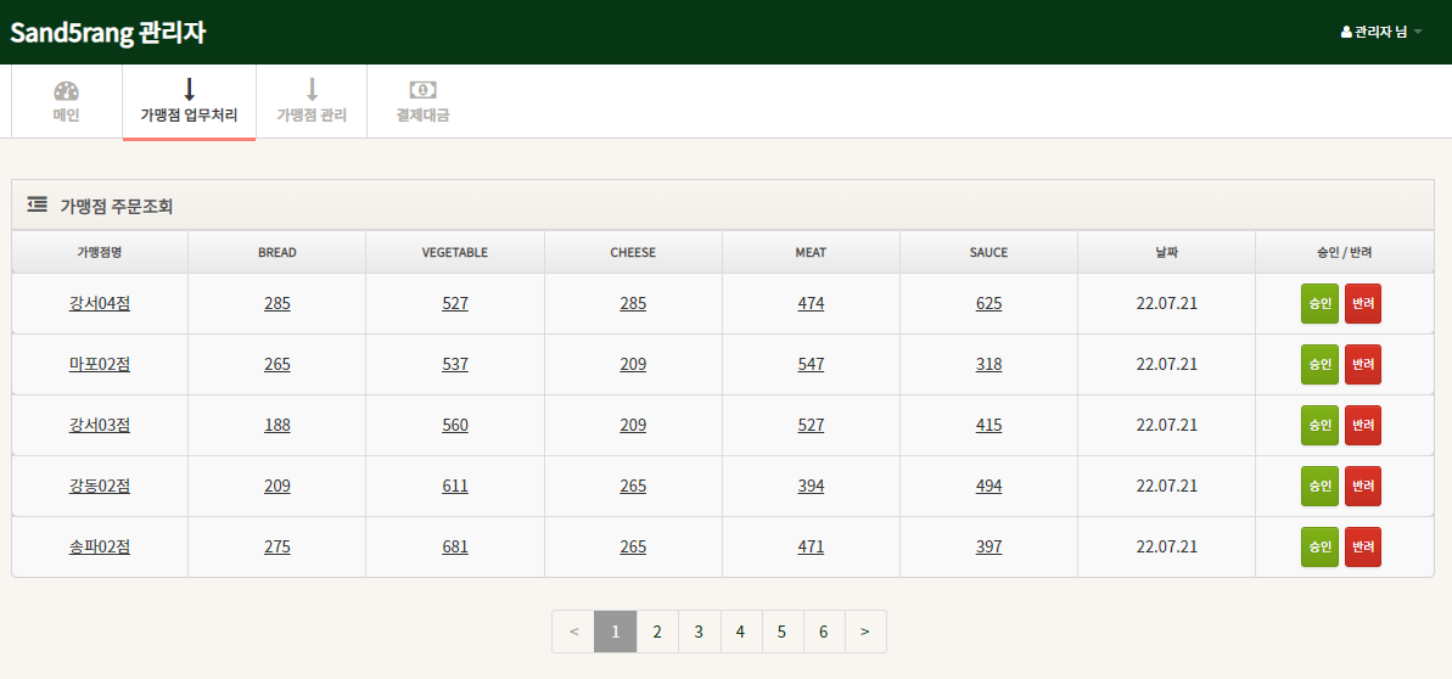 Sand5rang 관리자
관리자 님
메인
가맹점 업무처리
가맹점 관리
결제대금
가맹점 주문조회
가맹점명 BREAD VEGETABLE CHEESE MEAT SAUCE 날짜 승인 / 반려
강서04점 285 527 285 474 625 22.07.21 승인 반려
마포02점 265 537 209 547 318 22.07.21 승인 반려
강서03점 188 560 209 527 415 22.07.21 승인 반려
강동02점 209 611 265 394 494 22.07.21 승인 반려
송파02점 275 681 265 471 397 22.07.21 승인 반려
< 1 2 3 4 5 6 >